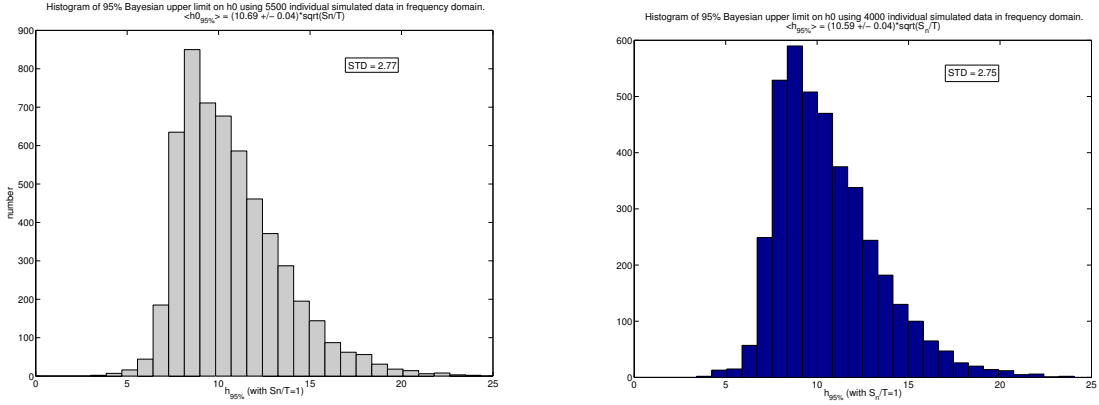 Histogram of 95% Bayesian upper limit on h0 using 5500 individual simulated data in frequency domain.
<h0_95%> = (10.69 +/− 0.04)*sqrt(Sn/T)
900
800
700
600
500
400
300
200
100
0
number
STD = 2.77
0 5 10 15 20 25
h_95% (with Sn/T=1)
Histogram of 95% Bayesian upper limit on h0 using 4000 individual simulated data in frequency domain.
<h_95%> = (10.59 +/− 0.04)*sqrt(S_n/T)
600
500
400
300
200
100
0
STD = 2.75
0 5 10 15 20 25
h_95% (with S_n/T=1)